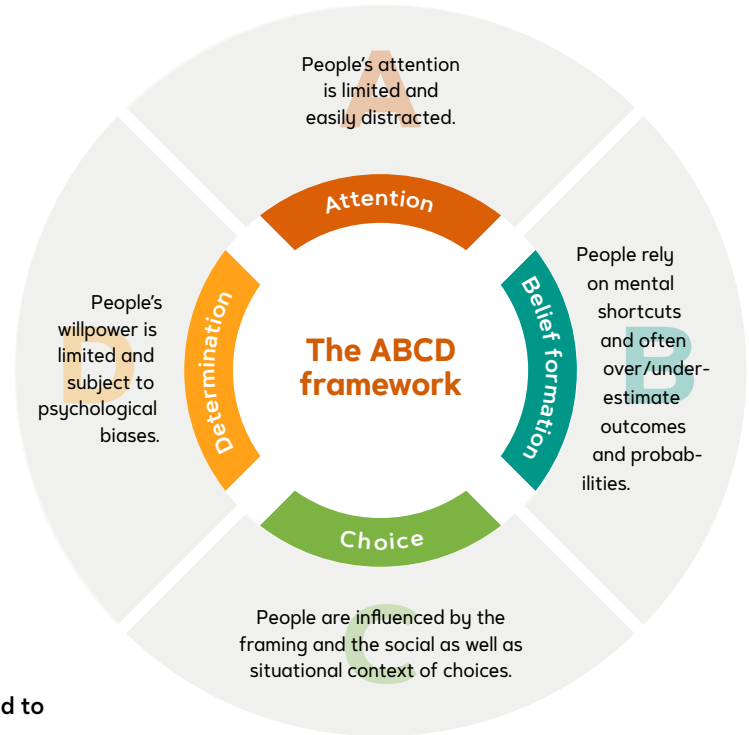 A
People's attention
is limited and
easily distracted.
Attention
People rely
on mental
shortcuts
and often
over/under-
estimate
outcomes
and probab-
ilities.
B
Belief formation
The ABCD
framework
People's
willpower is
limited and
subject to
psychological
biases.
D
Determination
Choice
C
People are influenced by the
framing and the social as well as
situational context of choices.
d to